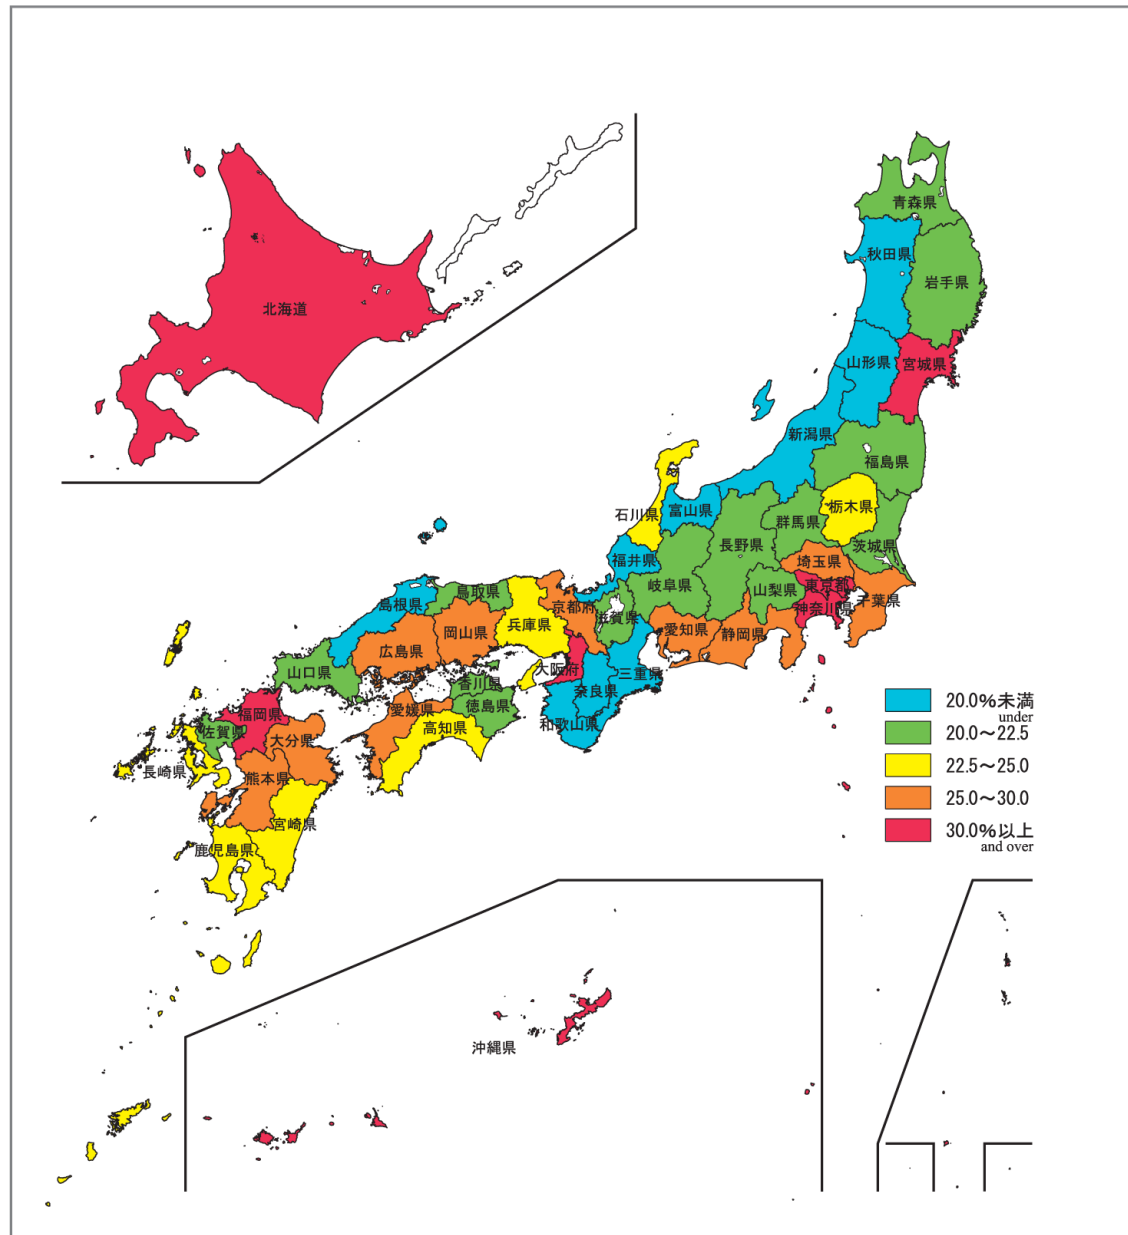 北海道
青森県
秋田県
岩手県
山形県
宮城県
新潟県
福島県
石川県
富山県
栃木県
群馬県
長野県
茨城県
福井県
埼玉県
岐阜県
山梨県
東京都
千葉県
神奈川県
鳥取県
島根県
京都府
滋賀県
兵庫県
岡山県
愛知県
静岡県
広島県
大阪府
三重県
山口県
香川県
奈良県
徳島県
愛媛県
和歌山県
高知県
福岡県
佐賀県
大分県
長崎県
熊本県
宮崎県
鹿児島県
沖縄県
20.0%未満
under
20.0〜22.5
22.5〜25.0
25.0〜30.0
30.0%以上
and over